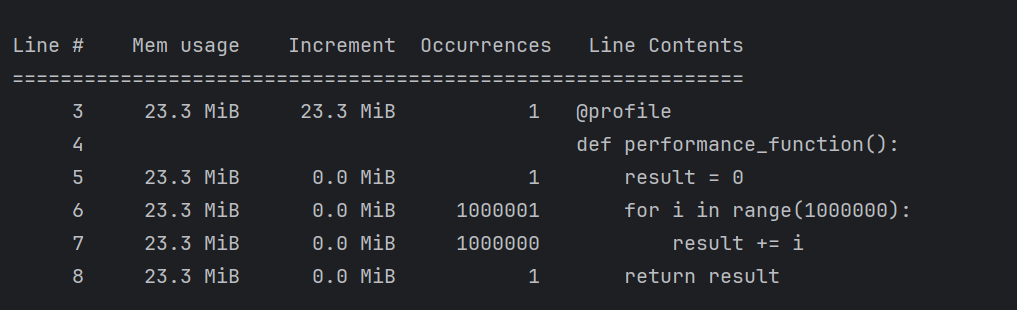 Line #    Mem usage    Increment  Occurrences   Line Contents
=============================================================
     3     23.3 MiB     23.3 MiB           1   @profile
     4                                         def performance_function():
     5     23.3 MiB      0.0 MiB           1       result = 0
     6     23.3 MiB      0.0 MiB     1000001       for i in range(1000000):
     7     23.3 MiB      0.0 MiB     1000000           result += i
     8     23.3 MiB      0.0 MiB           1       return result